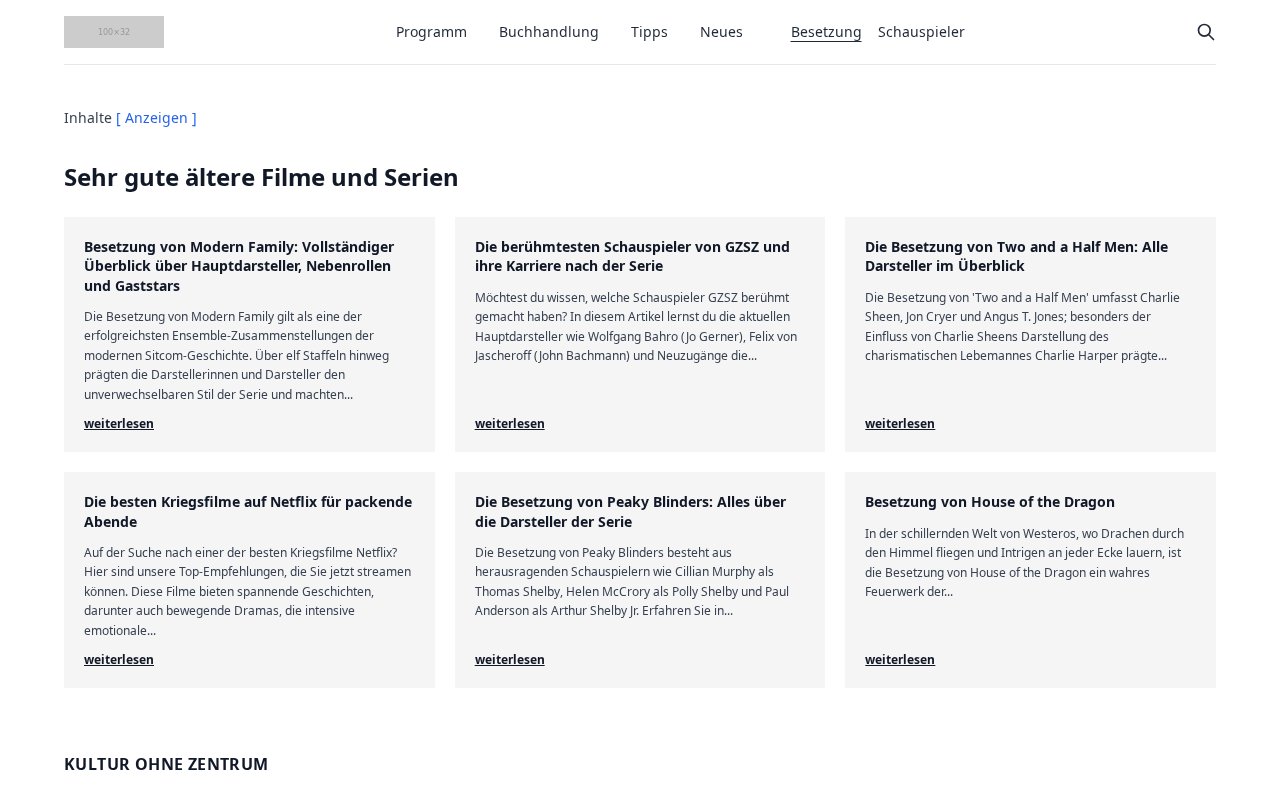 100×32
Programm
Buchhandlung
Tipps
Neues
Besetzung
Schauspieler
Inhalte [ Anzeigen ]
Sehr gute ältere Filme und Serien
Besetzung von Modern Family: Vollständiger
Überblick über Hauptdarsteller, Nebenrollen
und Gaststars
Die Besetzung von Modern Family gilt als eine der
erfolgreichsten Ensemble-Zusammenstellungen der
modernen Sitcom-Geschichte. Über elf Staffeln hinweg
prägten die Darstellerinnen und Darsteller den
unverwechselbaren Stil der Serie und machten...
weiterlesen
Die berühmtesten Schauspieler von GZSZ und
ihre Karriere nach der Serie
Möchtest du wissen, welche Schauspieler GZSZ berühmt
gemacht haben? In diesem Artikel lernst du die aktuellen
Hauptdarsteller wie Wolfgang Bahro (Jo Gerner), Felix von
Jascheroff (John Bachmann) und Neuzugänge die...
weiterlesen
Die Besetzung von Two and a Half Men: Alle
Darsteller im Überblick
Die Besetzung von 'Two and a Half Men' umfasst Charlie
Sheen, Jon Cryer und Angus T. Jones; besonders der
Einfluss von Charlie Sheens Darstellung des
charismatischen Lebemannes Charlie Harper prägte...
weiterlesen
Die besten Kriegsfilme auf Netflix für packende
Abende
Auf der Suche nach einer der besten Kriegsfilme Netflix?
Hier sind unsere Top-Empfehlungen, die Sie jetzt streamen
können. Diese Filme bieten spannende Geschichten,
darunter auch bewegende Dramas, die intensive
emotionale...
weiterlesen
Die Besetzung von Peaky Blinders: Alles über
die Darsteller der Serie
Die Besetzung von Peaky Blinders besteht aus
herausragenden Schauspielern wie Cillian Murphy als
Thomas Shelby, Helen McCrory als Polly Shelby und Paul
Anderson als Arthur Shelby Jr. Erfahren Sie in...
weiterlesen
Besetzung von House of the Dragon
In der schillernden Welt von Westeros, wo Drachen durch
den Himmel fliegen und Intrigen an jeder Ecke lauern, ist
die Besetzung von House of the Dragon ein wahres
Feuerwerk der...
weiterlesen
KULTUR OHNE ZENTRUM